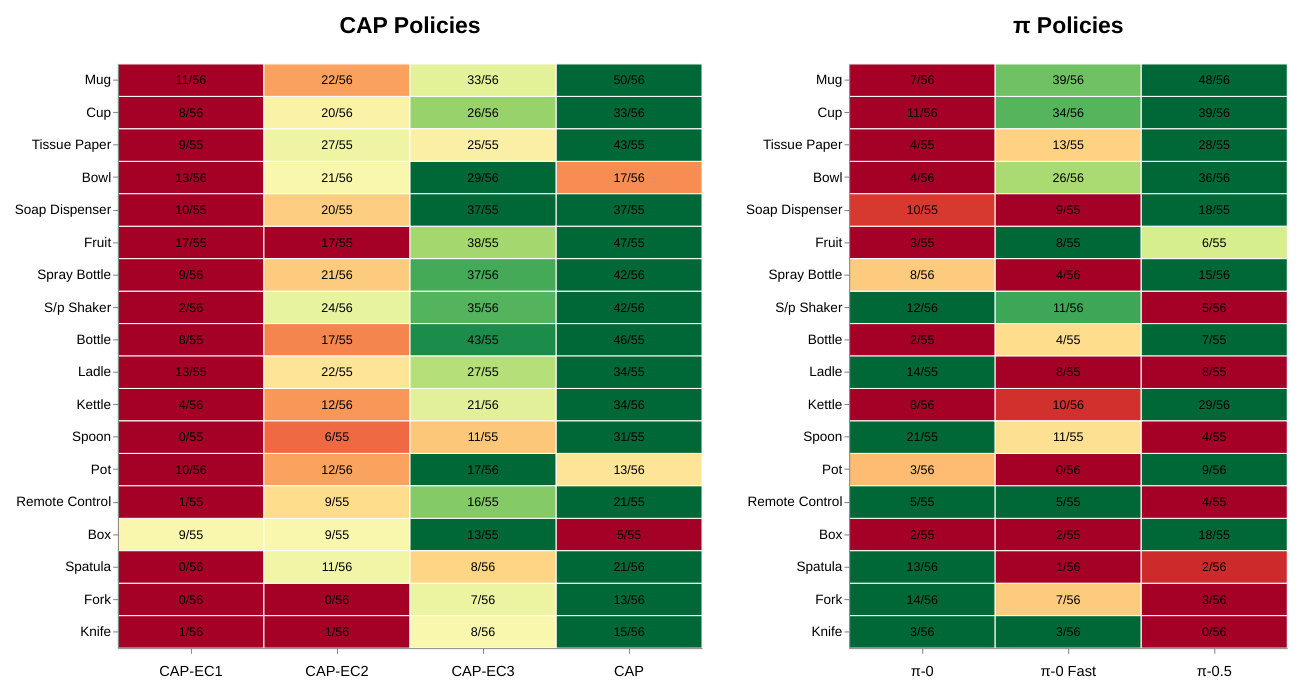 CAP Policies π Policies
Mug 11/56 22/56 33/56 50/56 Mug 7/56 39/56 48/56
Cup 8/56 20/56 26/56 33/56 Cup 11/56 34/56 39/56
Tissue Paper 9/55 27/55 25/55 43/55 Tissue Paper 4/55 13/55 28/55
Bowl 13/56 21/56 29/56 17/56 Bowl 4/56 26/56 36/56
Soap Dispenser 10/55 20/55 37/55 37/55 Soap Dispenser 10/55 9/55 18/55
Fruit 17/55 17/55 38/55 47/55 Fruit 3/55 8/55 6/55
Spray Bottle 9/56 21/56 37/56 42/56 Spray Bottle 8/56 4/56 15/56
S/p Shaker 2/56 24/56 35/56 42/56 S/p Shaker 12/56 11/56 5/56
Bottle 8/55 17/55 43/55 46/55 Bottle 2/55 4/55 7/55
Ladle 13/55 22/55 27/55 34/55 Ladle 14/55 8/55 8/55
Kettle 4/56 12/56 21/56 34/56 Kettle 8/56 10/56 29/56
Spoon 0/55 6/55 11/55 31/55 Spoon 21/55 11/55 4/55
Pot 10/56 12/56 17/56 13/56 Pot 3/56 0/56 9/56
Remote Control 1/55 9/55 16/55 21/55 Remote Control 5/55 5/55 4/55
Box 9/55 9/55 13/55 5/55 Box 2/55 2/55 18/55
Spatula 0/56 11/56 8/56 21/56 Spatula 13/56 1/56 2/56
Fork 0/56 0/56 7/56 13/56 Fork 14/56 7/56 3/56
Knife 1/56 1/56 8/56 15/56 Knife 3/56 3/56 0/56
CAP-EC1 CAP-EC2 CAP-EC3 CAP π-0 π-0 Fast π-0.5